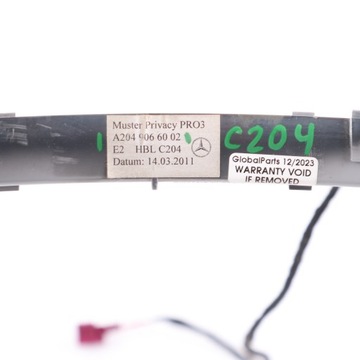 Muster Privacy PRO3
A204 906 60 02
E2 HBL C204
Datum: 14.03.2011
C204
GlobalParts 12/2023
WARRANTY VOID
IF REMOVED